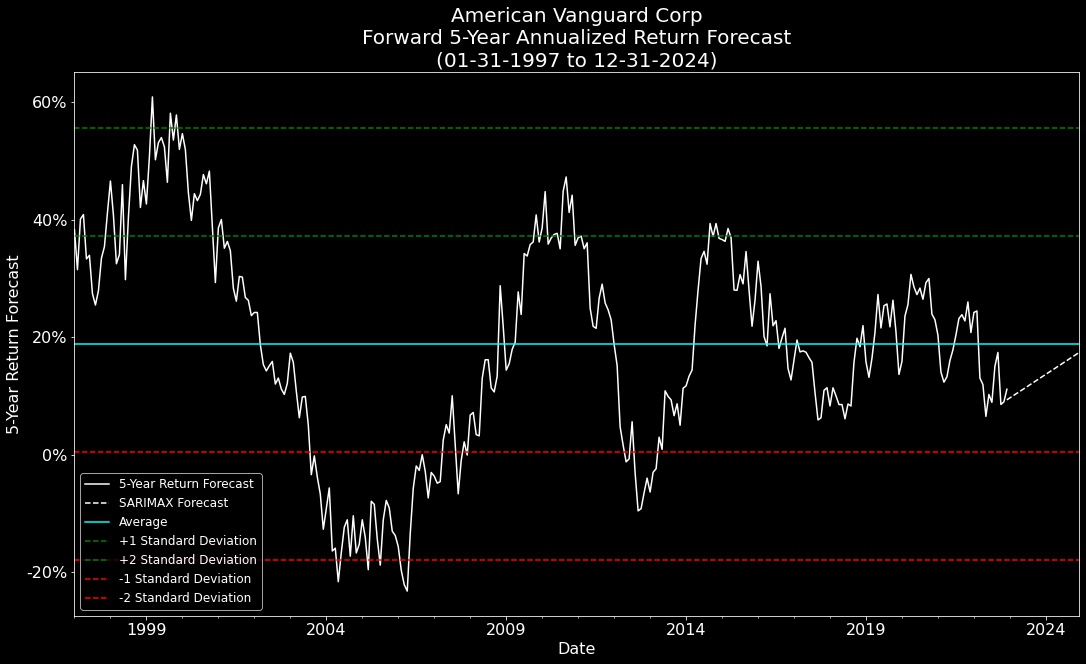 American Vanguard Corp
Forward 5-Year Annualized Return Forecast
(01-31-1997 to 12-31-2024)
5-Year Return Forecast
60%
40%
20%
0%
-20%
5-Year Return Forecast
SARIMAX Forecast
Average
+1 Standard Deviation
+2 Standard Deviation
-1 Standard Deviation
-2 Standard Deviation
1999 2004 2009 2014 2019 2024
Date